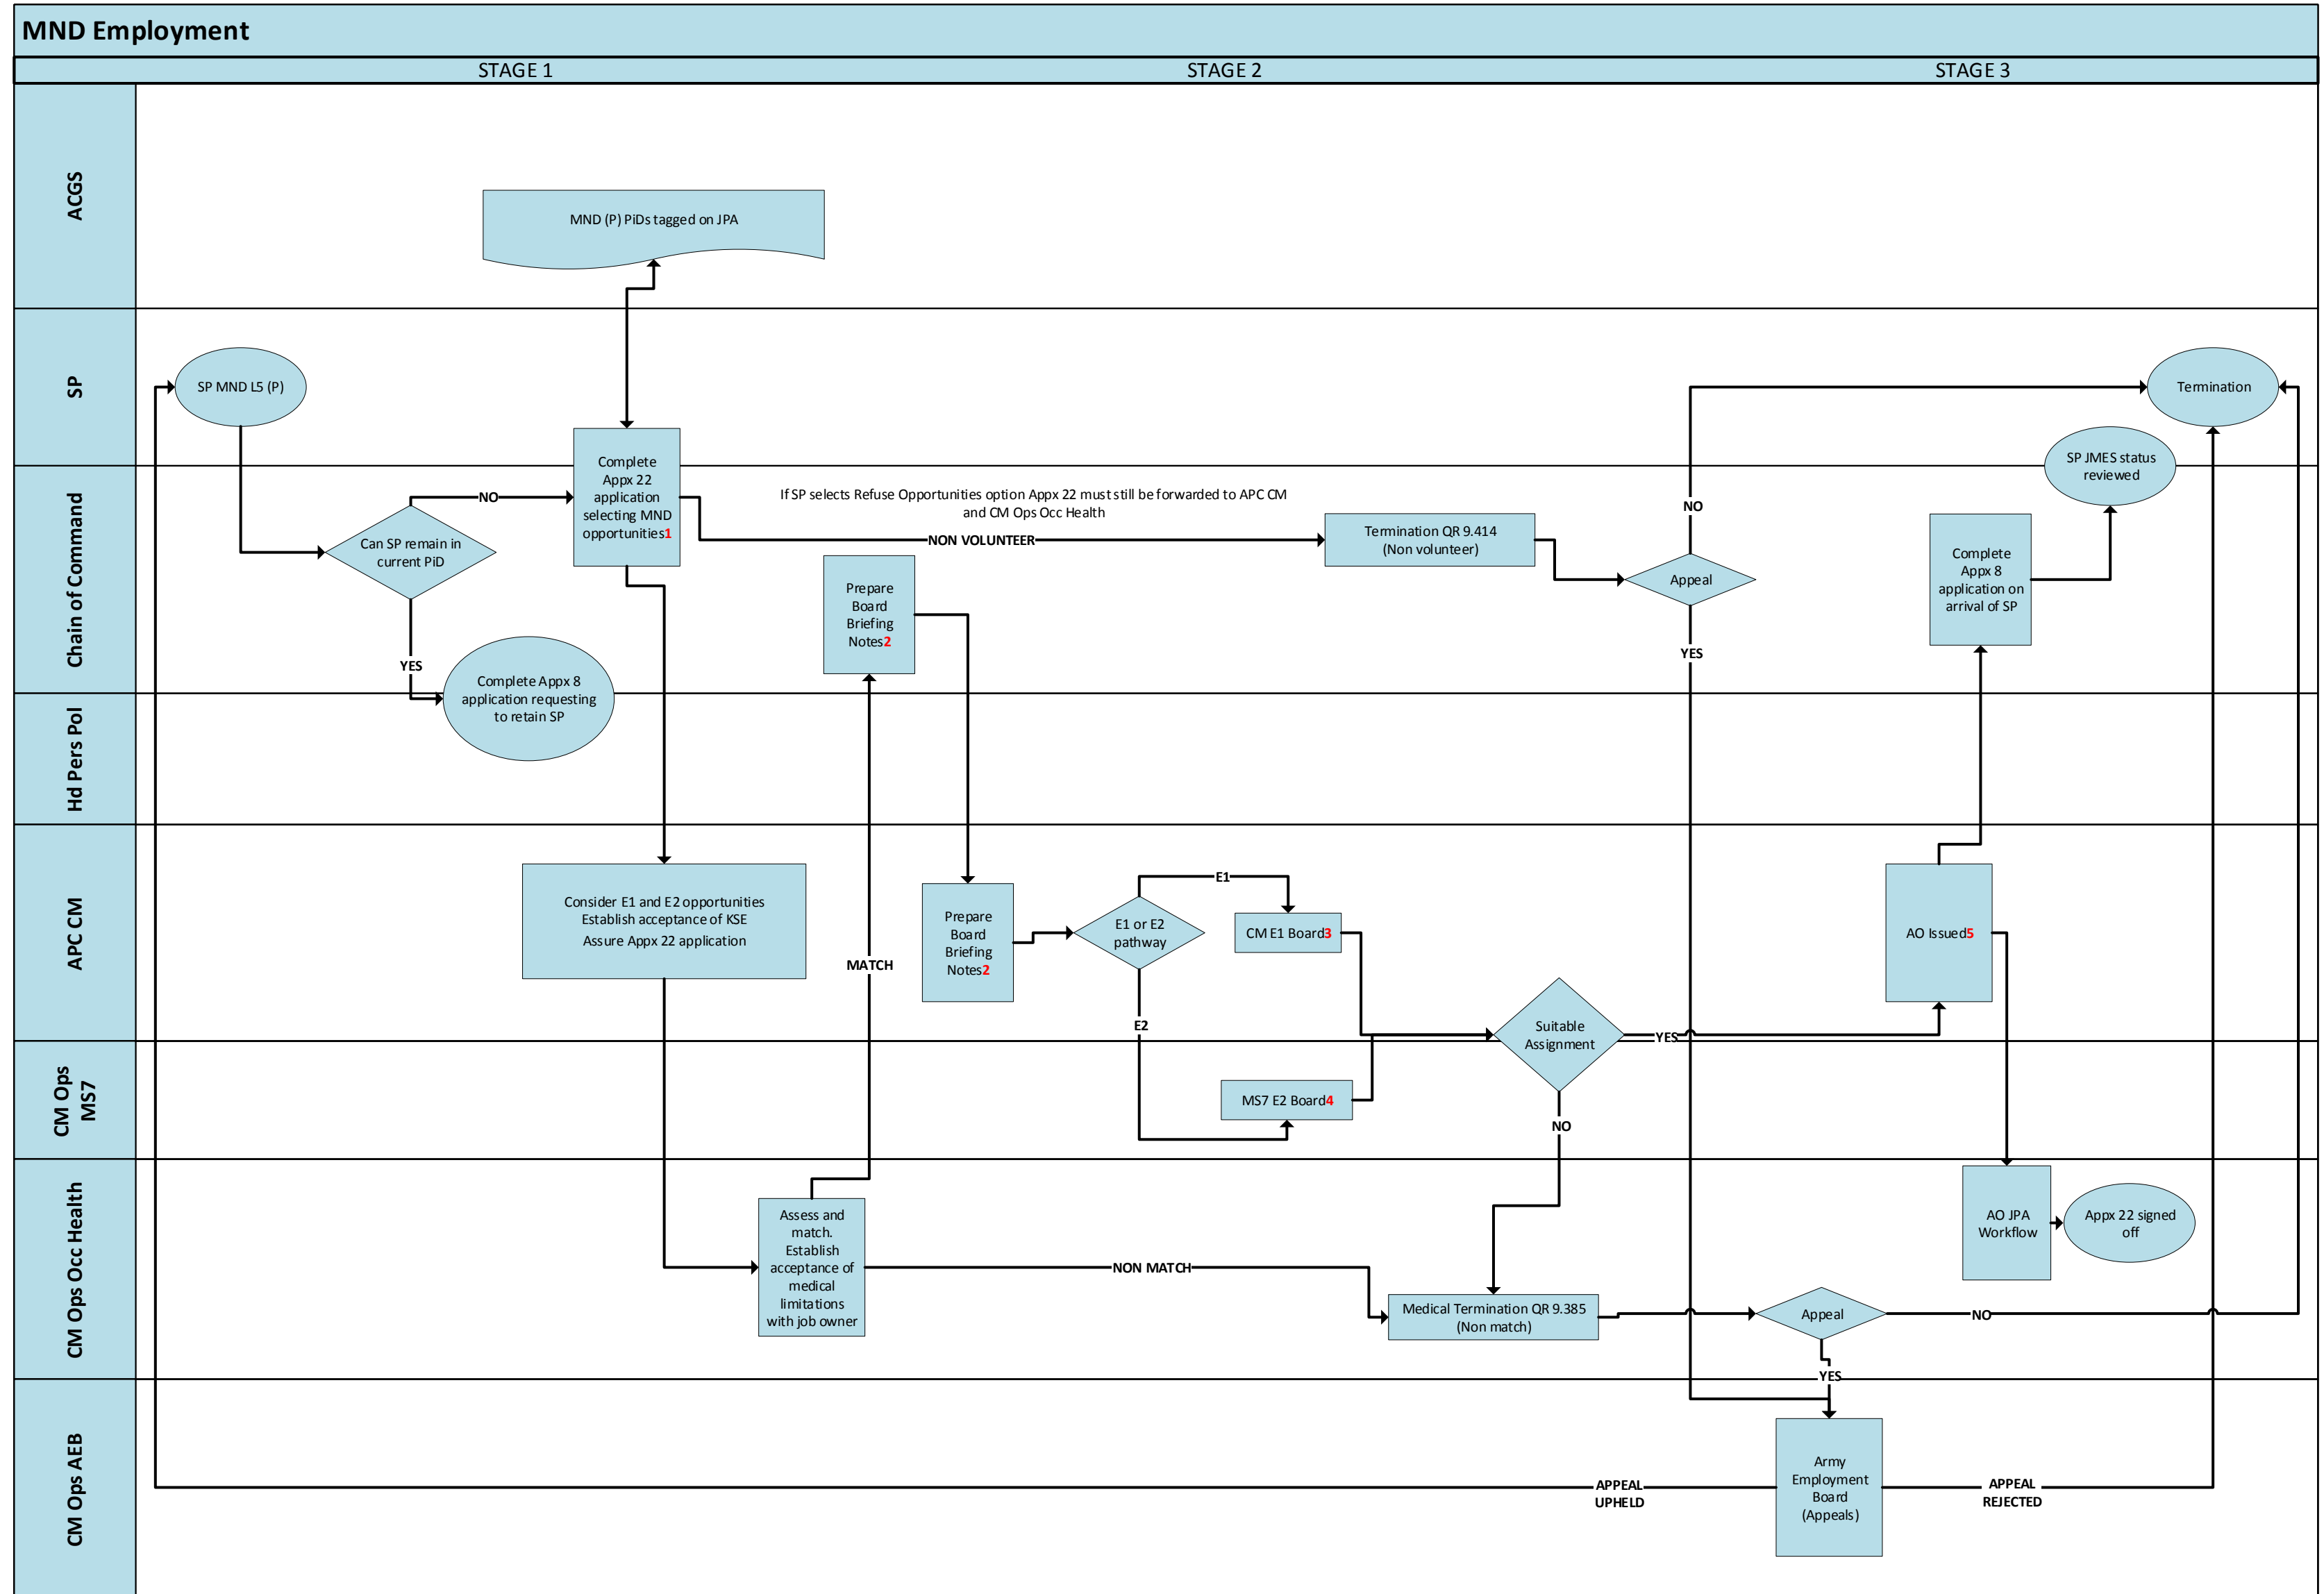 MND Employment
STAGE 1
STAGE 2
STAGE 3
ACGS
MND (P) PiDs tagged on JPA
SP
SP MND L5 (P)
Termination
SP JMES status
reviewed
Chain of Command
Can SP remain in
current PiD
NO
YES
Complete
Appx 22
application
selecting MND
opportunities1
If SP selects Refuse Opportunities option Appx 22 must still be forwarded to APC CM
and CM Ops Occ Health
NON VOLUNTEER
Termination QR 9.414
(Non volunteer)
Appeal
NO
YES
Prepare
Board
Briefing
Notes2
Complete
Appx 8
application on
arrival of SP
Complete Appx 8
application requesting
to retain SP
Hd Pers Pol
APC CM
Consider E1 and E2 opportunities
Establish acceptance of KSE
Assure Appx 22 application
MATCH
Prepare
Board
Briefing
Notes2
E1 or E2
pathway
E1
E2
CM E1 Board3
Suitable
Assignment
YES
NO
AO Issued5
CM Ops
MS7
MS7 E2 Board4
CM Ops Occ Health
Assess and
match.
Establish
acceptance of
medical
limitations
with job owner
NON MATCH
Medical Termination QR 9.385
(Non match)
Appeal
NO
YES
AO JPA
Workflow
Appx 22 signed
off
CM Ops AEB
Army
Employment
Board
(Appeals)
APPEAL
UPHELD
APPEAL
REJECTED